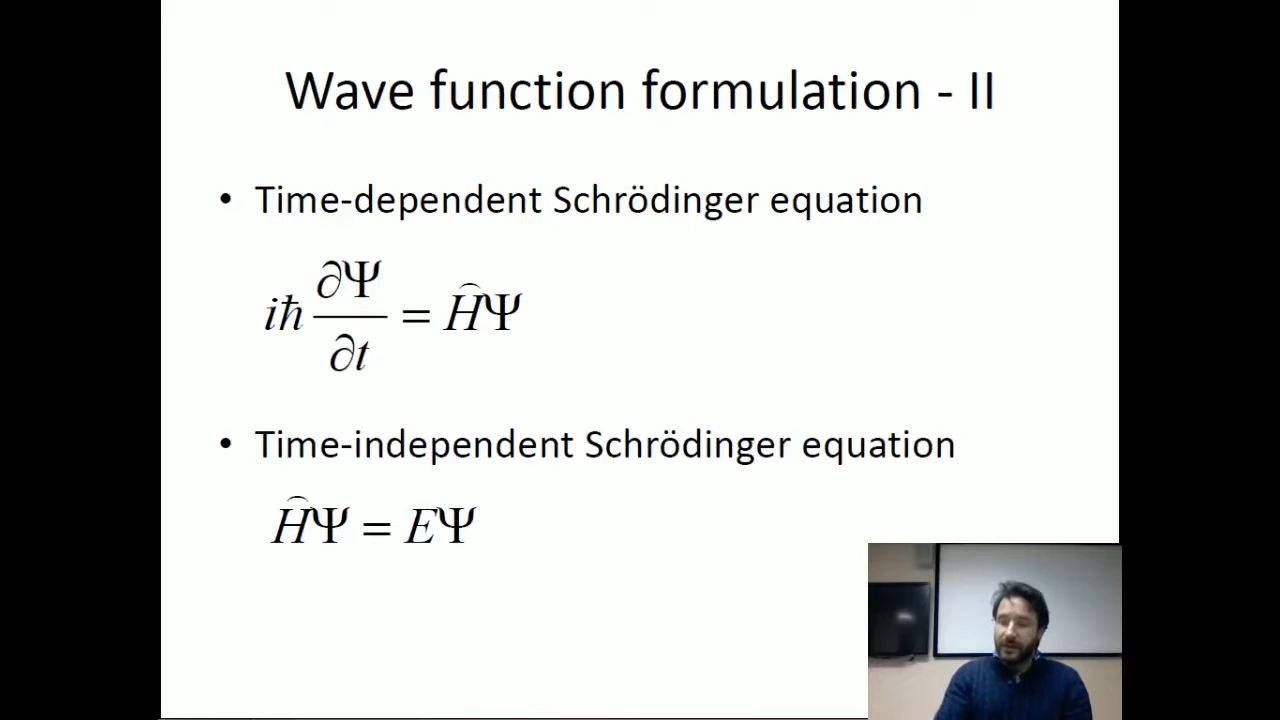 Wave function formulation - II
• Time-dependent Schrödinger equation
iħ ∂Ψ/∂t = ĤΨ
• Time-independent Schrödinger equation
ĤΨ = EΨ